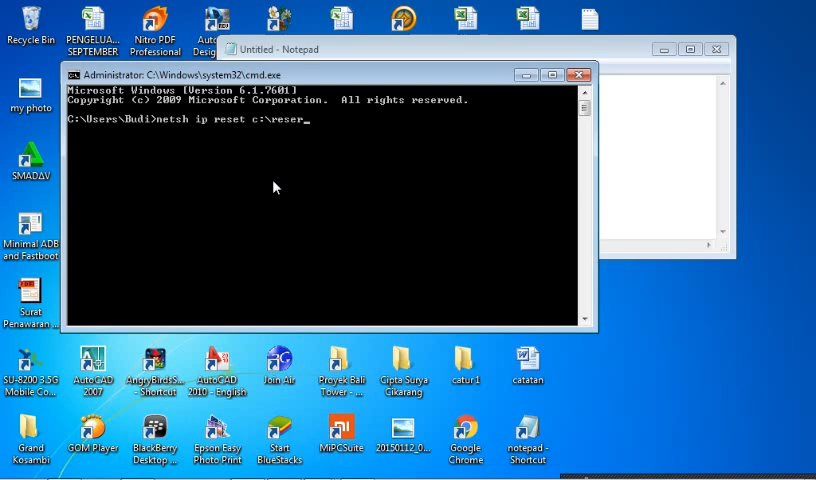 Recycle Bin
PENGELUA...
SEPTEMBER
Nitro PDF
Professional
Auto
Desig
Untitled - Notepad
Administrator: C:\Windows\system32\cmd.exe
Microsoft Windows [Version 6.1.7601]
Copyright (c) 2009 Microsoft Corporation.  All rights reserved.
C:\Users\Budi>netsh ip reset c:\reser_
my photo
SMADΔV
Minimal ADB
and Fastboot
Surat
Penawaran ...
SU-8200 3.5G
Mobile Co...
AutoCAD
2007
AngryBirdsS...
- Shortcut
AutoCAD
2010 - English
Join Air
Proyek Bali
Tower - ...
Cipta Surya
Cikarang
catur 1
catatan
Grand
Kosambi
GOM Player
BlackBerry
Desktop ...
Epson Easy
Photo Print
Start
BlueStacks
MiPCSuite
20150112_0...
Google
Chrome
notepad -
Shortcut